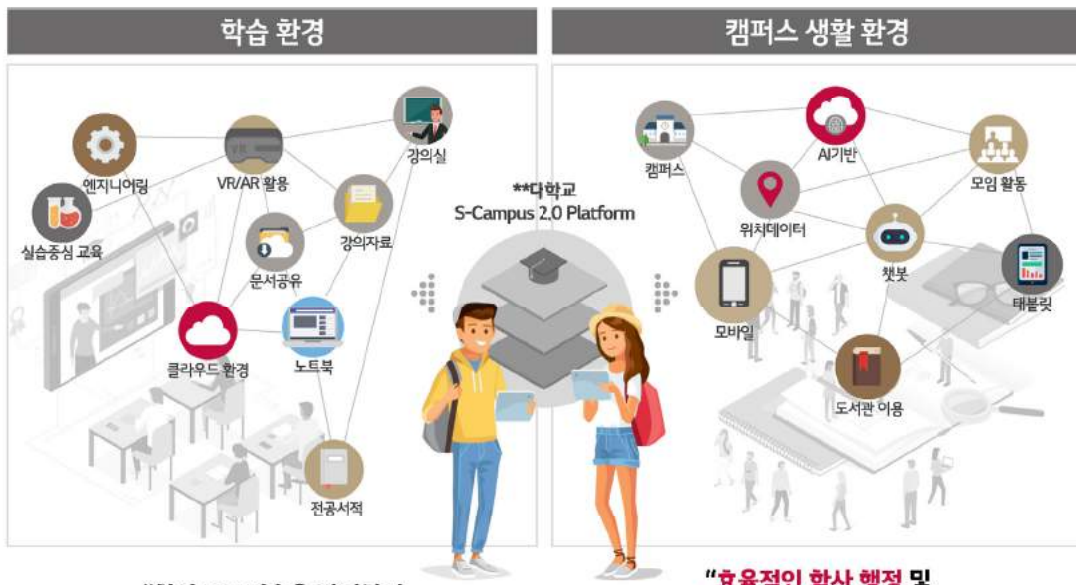 학습 환경
캠퍼스 생활 환경
강의실
엔지니어링
VR/AR 활용
실습중심 교육
강의자료
문서공유
클라우드 환경
노트북
전공서적
**대학교
S-Campus 2.0 Platform
AI기반
캠퍼스
모임 활동
위치데이터
챗봇
태블릿
모바일
도서관 이용
"효율적인 학사 행정 및